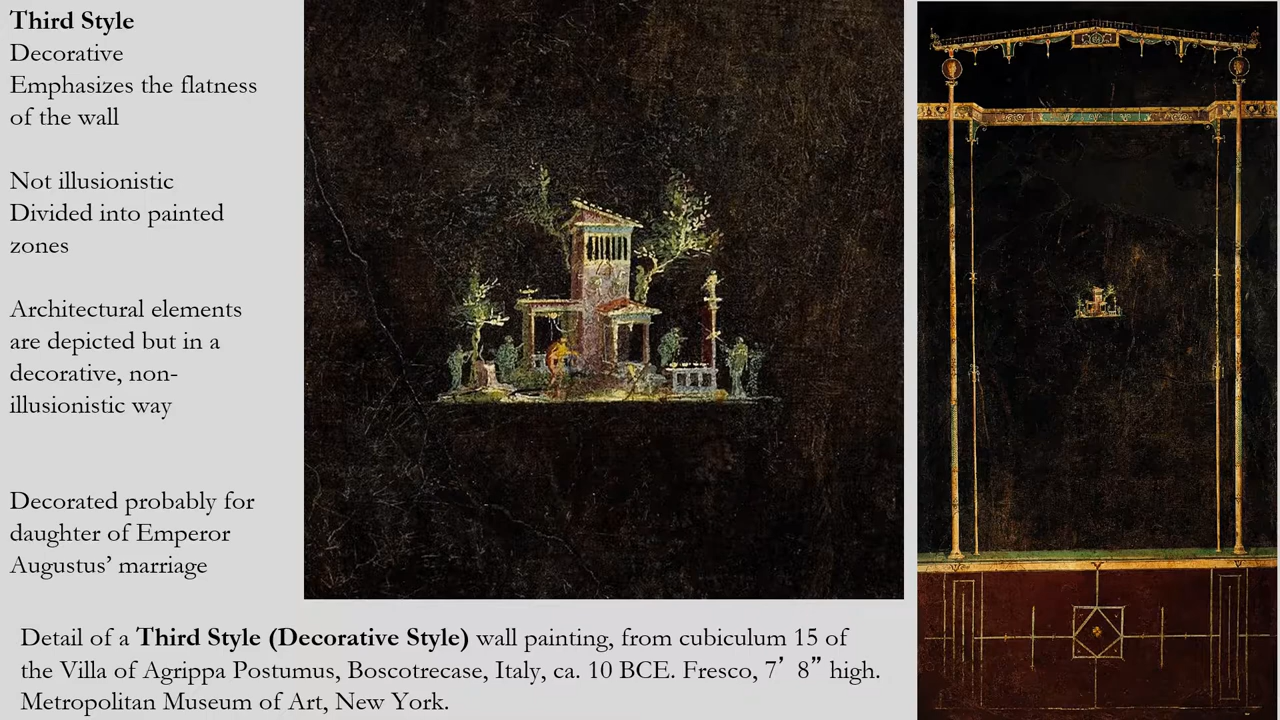 Third Style
Decorative
Emphasizes the flatness
of the wall
Not illusionistic
Divided into painted
zones
Architectural elements
are depicted but in a
decorative, non-
illusionistic way
Decorated probably for
daughter of Emperor
Augustus’ marriage
Detail of a Third Style (Decorative Style) wall painting, from cubiculum 15 of
the Villa of Agrippa Postumus, Boscotrecase, Italy, ca. 10 BCE. Fresco, 7’ 8” high.
Metropolitan Museum of Art, New York.